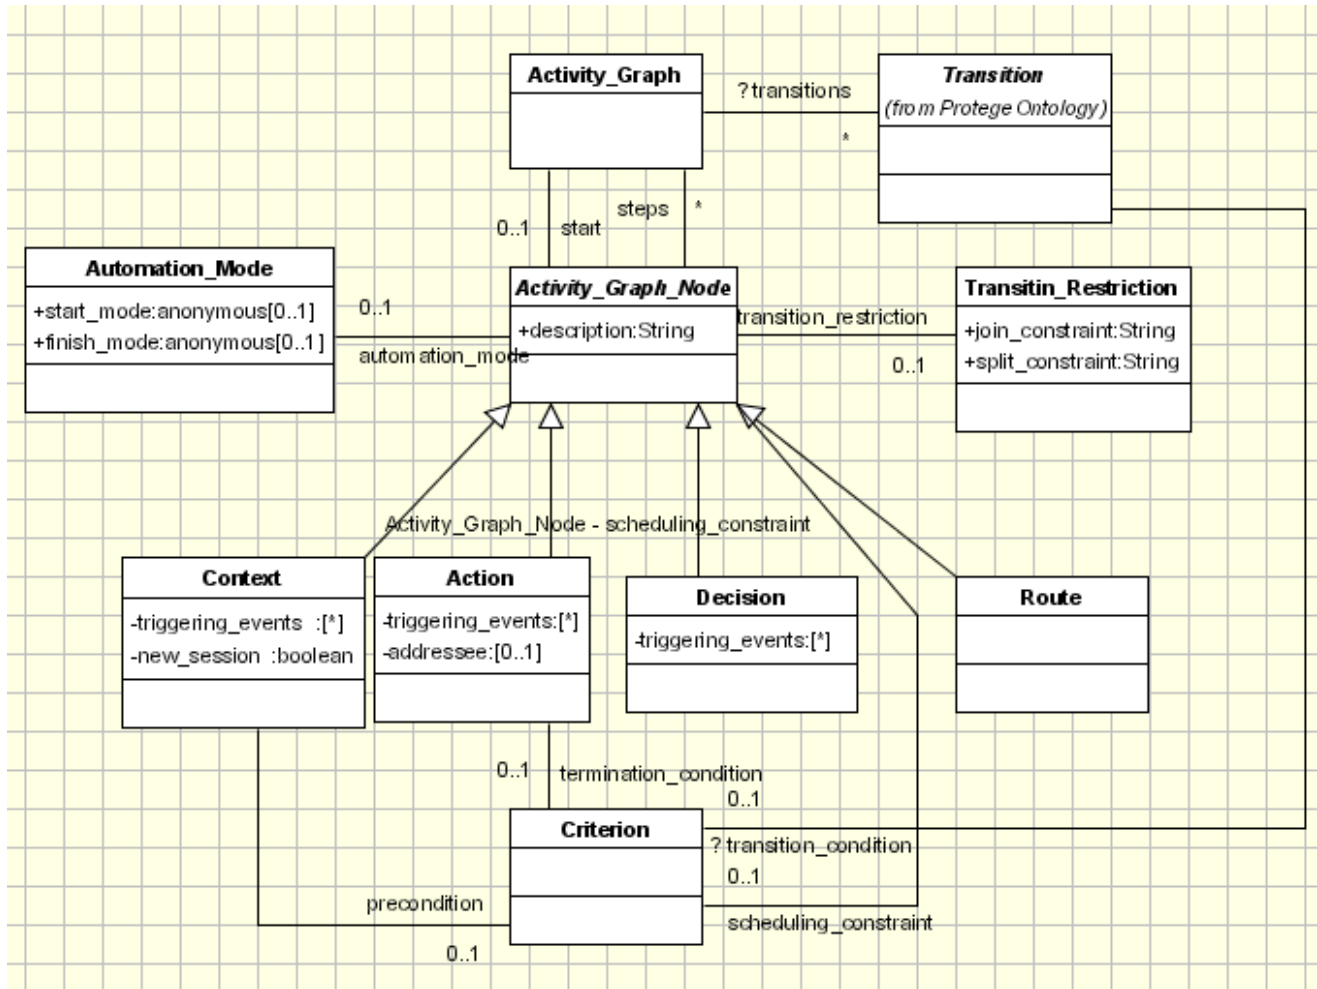 Activity_Graph
Transition
(from Protege Ontology)
? transitions
*
steps
*
0..1
start
Automation_Mode
+start_mode:anonymous[0..1]
+finish_mode:anonymous[0..1]
0..1
automation_mode
Activity_Graph_Node
+description:String
transition_restriction
0..1
Transitin_Restriction
+join_constraint:String
+split_constraint:String
Activity_Graph_Node - scheduling_constraint
Context
-triggering_events :[*]
-new_session :boolean
Action
-triggering_events:[*]
-addressee:[0..1]
Decision
-triggering_events:[*]
Route
0..1
termination_condition
0..1
Criterion
? transition_condition
0..1
precondition
scheduling_constraint
0..1